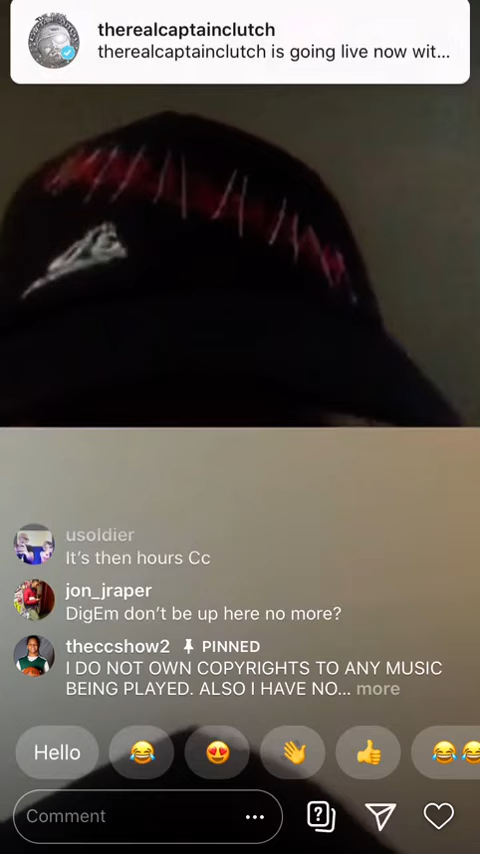 therealcaptainclutch
therealcaptainclutch is going live now wit...
usoldier
It's then hours Cc
jon_jraper
DigEm don't be up here no more?
theccshow2 PINNED
I DO NOT OWN COPYRIGHTS TO ANY MUSIC
BEING PLAYED. ALSO I HAVE NO... more
Hello
Comment